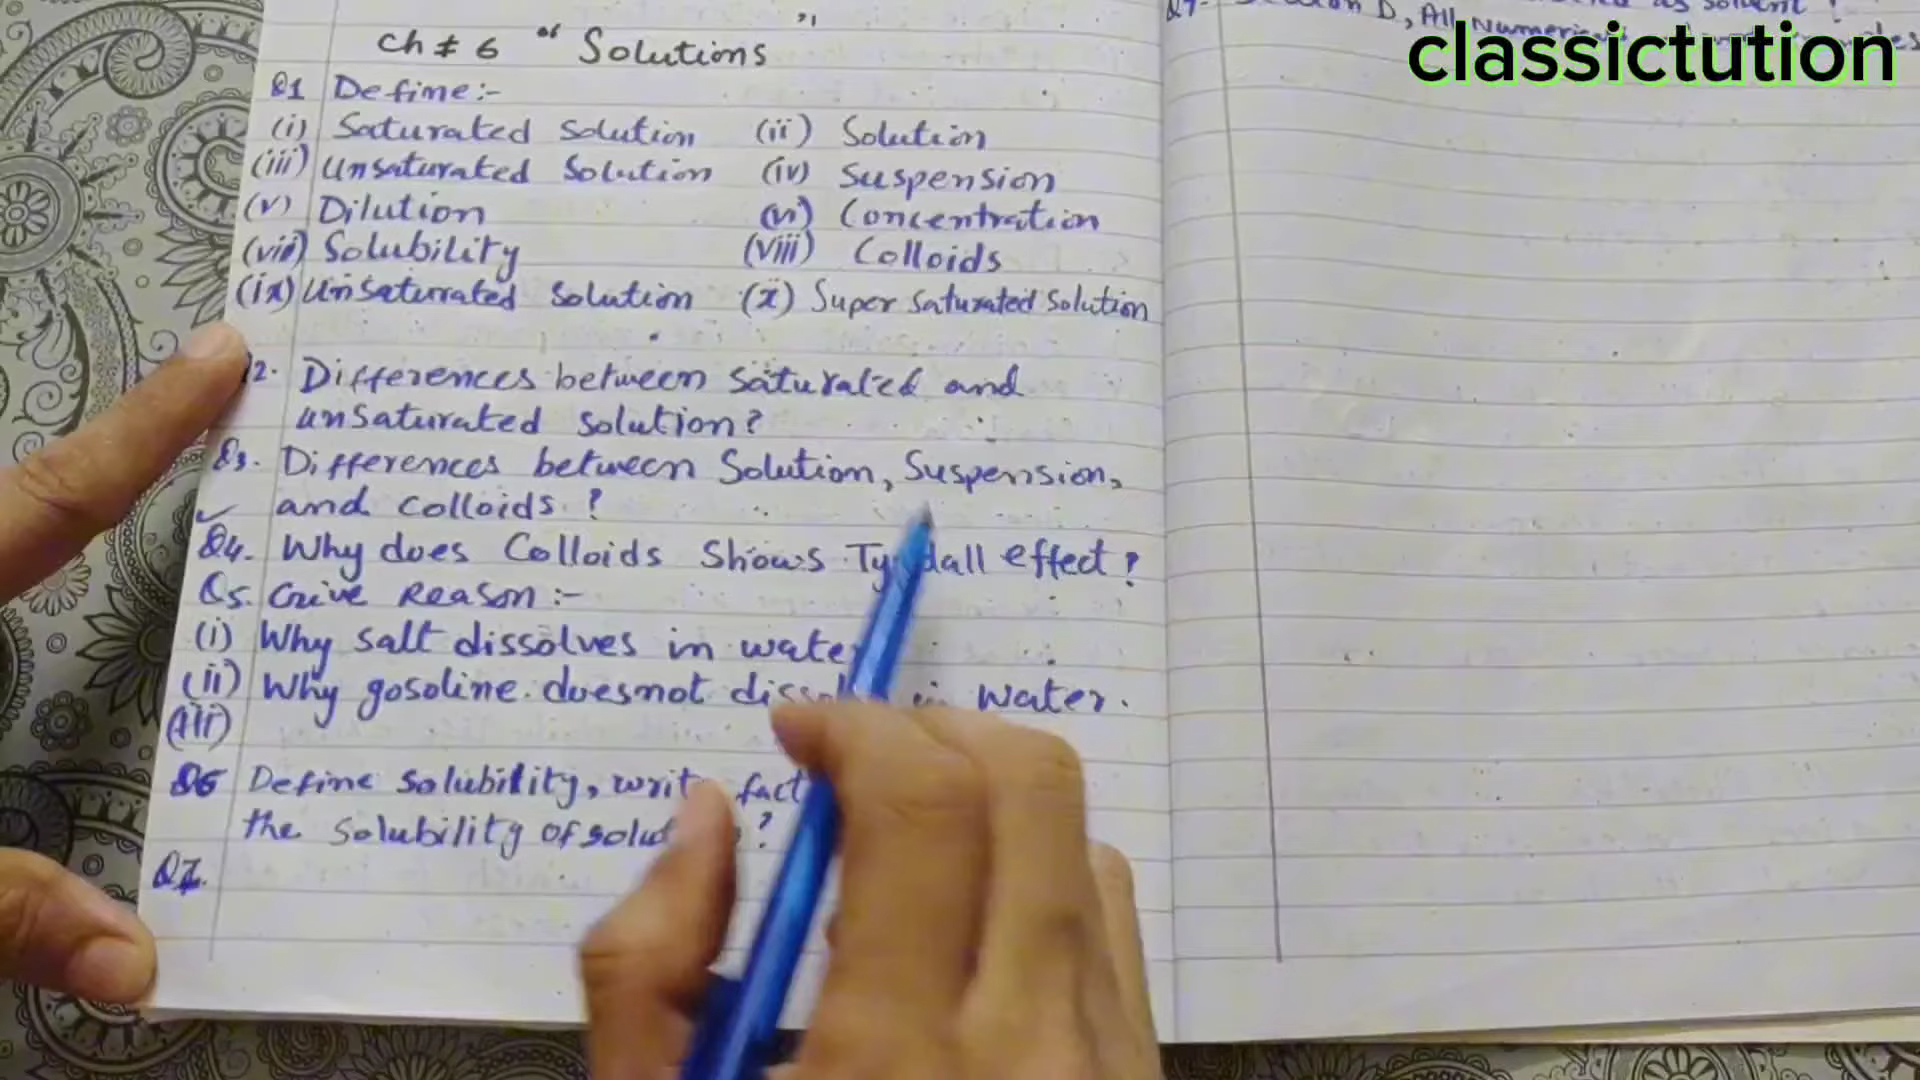 Ch # 6 "Solutions
Q1 Define:-
(i) Saturated Solution (ii) Solution
(iii) Unsaturated Solution (iv) Suspension
(v) Dilution (vi) Concentration
(vii) Solubility (viii) Colloids
(ix) Unsaturated Solution (x) Super Saturated Solution
2. Differences between Saturated and
unsaturated Solution?
Q3. Differences between Solution, Suspension,
and Colloids?
Q4. Why does Colloids Shows Tyndall effect?
Q5. Give Reason:-
(i) Why salt dissolves in water
(ii) Why gosoline doesnot in water.
(iii)
Q6 Define Solubility, write
the Solubility of ?
Q7.
as solvent?
D, All
classictution